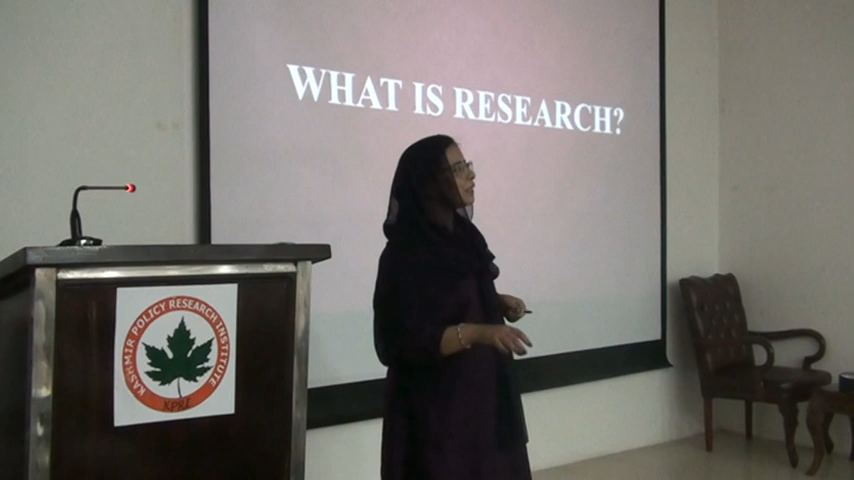 WHAT IS RESEARCH?
KASHMIR POLICY RESEARCH INSTITUTE
KPRI